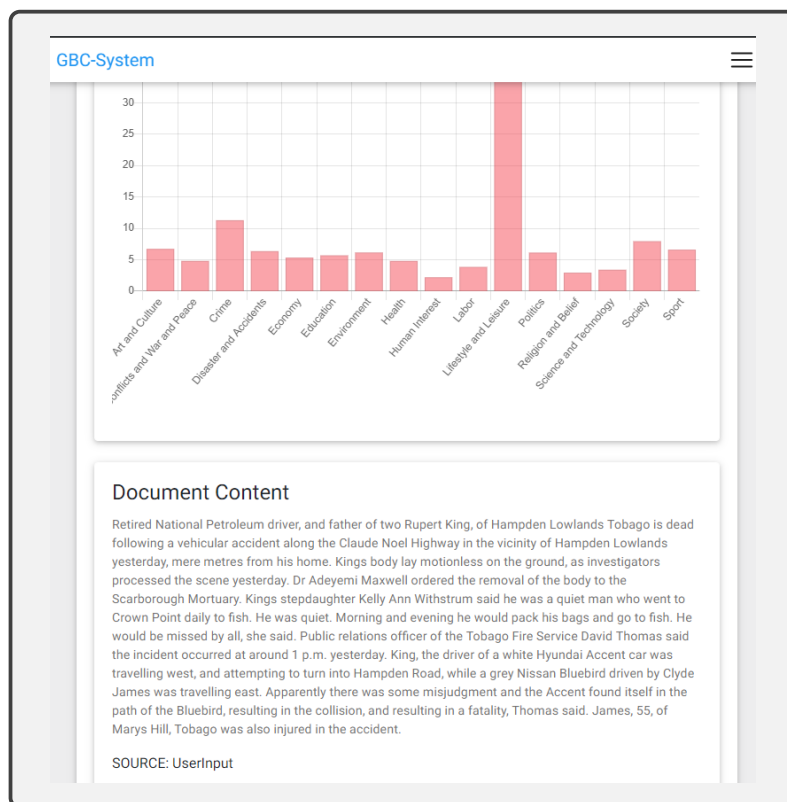 GBC-System
30
25
20
15
10
5
0
Art and Culture
onflicts and War and Peace
Crime
Disaster and Accidents
Economy
Education
Environment
Health
Human Interest
Labor
Lifestyle and Leisure
Politics
Religion and Belief
Science and Technology
Society
Sport
Document Content
Retired National Petroleum driver, and father of two Rupert King, of Hampden Lowlands Tobago is dead
following a vehicular accident along the Claude Noel Highway in the vicinity of Hampden Lowlands
yesterday, mere metres from his home. Kings body lay motionless on the ground, as investigators
processed the scene yesterday. Dr Adeyemi Maxwell ordered the removal of the body to the
Scarborough Mortuary. Kings stepdaughter Kelly Ann Withstrum said he was a quiet man who went to
Crown Point daily to fish. He was quiet. Morning and evening he would pack his bags and go to fish. He
would be missed by all, she said. Public relations officer of the Tobago Fire Service David Thomas said
the incident occurred at around 1 p.m. yesterday. King, the driver of a white Hyundai Accent car was
travelling west, and attempting to turn into Hampden Road, while a grey Nissan Bluebird driven by Clyde
James was travelling east. Apparently there was some misjudgment and the Accent found itself in the
path of the Bluebird, resulting in the collision, and resulting in a fatality, Thomas said. James, 55, of
Marys Hill, Tobago was also injured in the accident.
SOURCE: UserInput